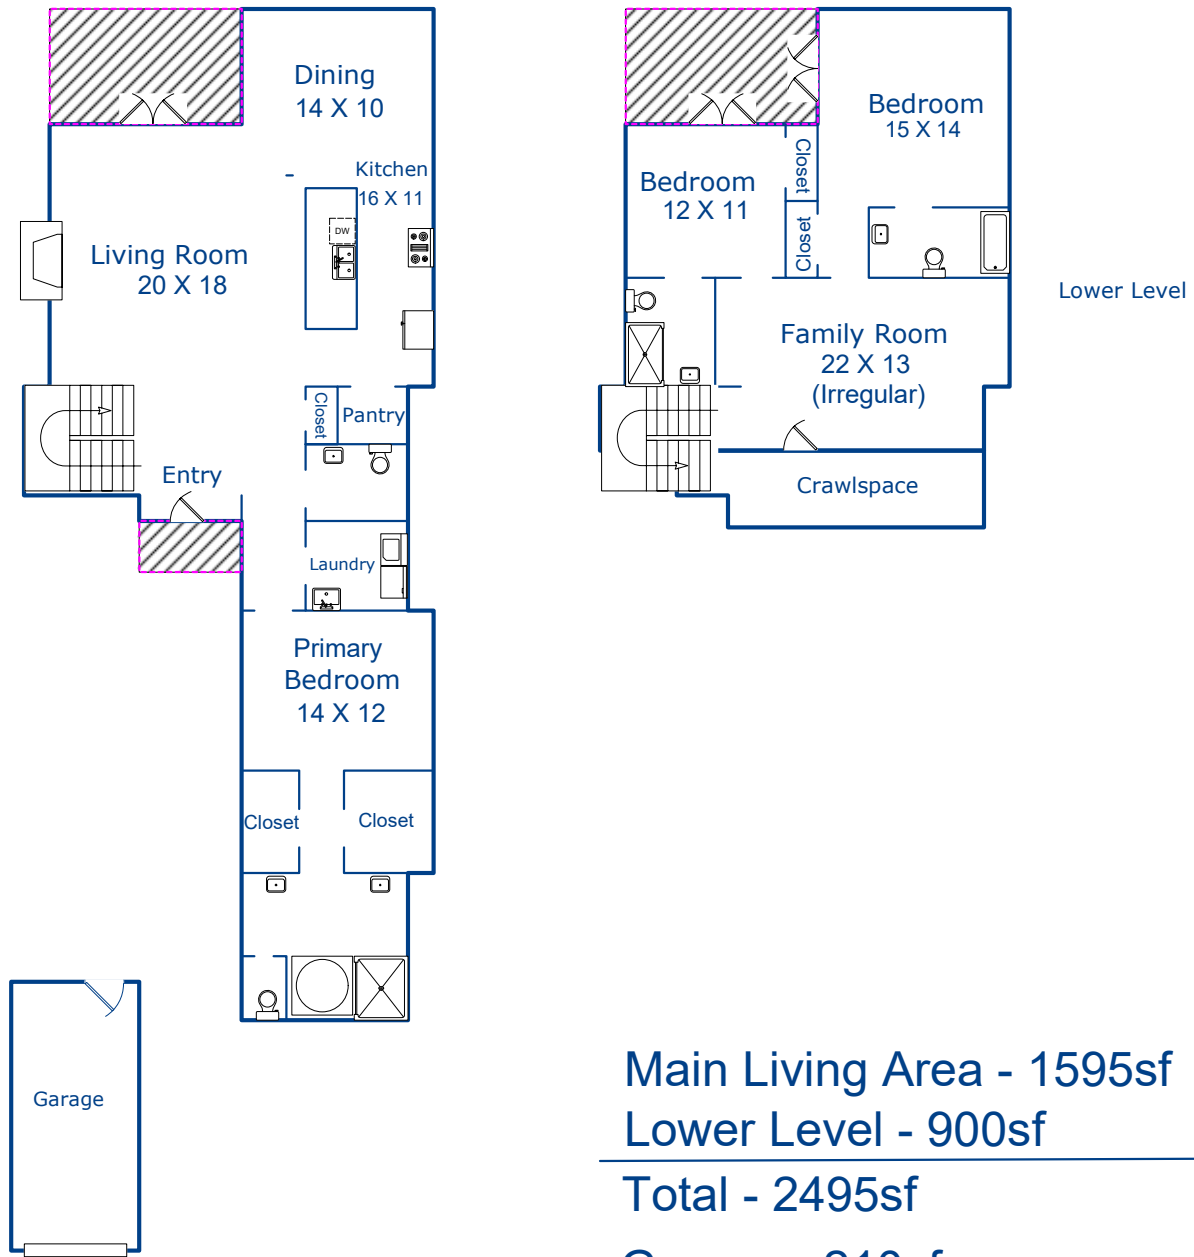 Dining
14 X 10
Kitchen
16 X 11
DW
Living Room
20 X 18
Closet
Pantry
Entry
Laundry
Primary
Bedroom
14 X 12
Closet
Closet
Garage
Bedroom
15 X 14
Closet
Bedroom
12 X 11
Closet
Lower Level
Family Room
22 X 13
(Irregular)
Crawlspace
Main Living Area - 1595sf
Lower Level - 900sf
Total - 2495sf